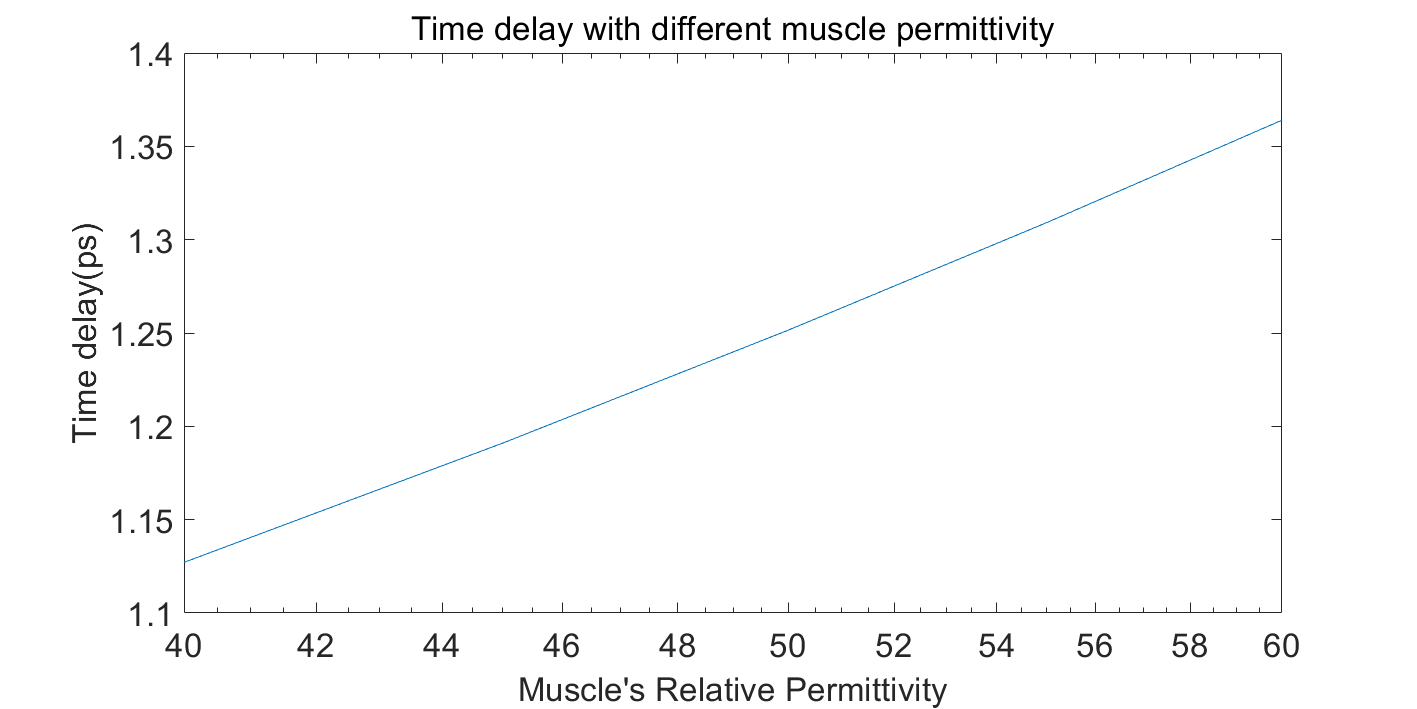 Time delay with different muscle permittivity
1.4
1.35
1.3
1.25
1.2
1.15
1.1
Time delay(ps)
40 42 44 46 48 50 52 54 56 58 60
Muscle's Relative Permittivity